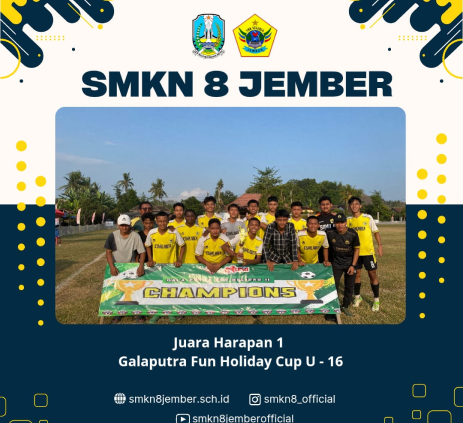 SMKN 8 JEMBER
CHAMPIONS
Juara Harapan 1
Galaputra Fun Holiday Cup U - 16
smkn8jember.sch.id
smkn8_official
smkn8jemberofficial